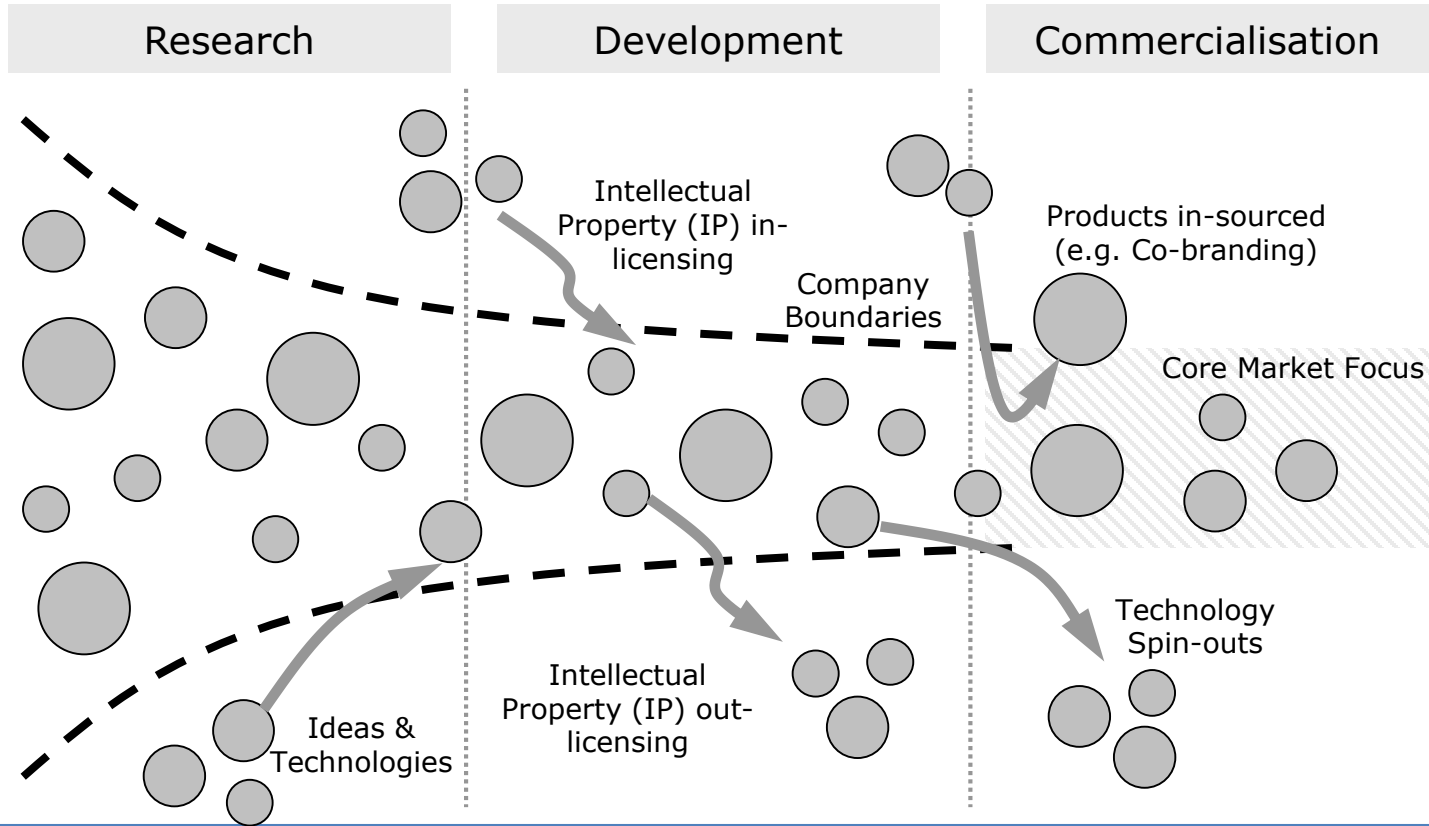 Research
Development
Commercialisation
Intellectual
Property (IP) in-
licensing
Products in-sourced
(e.g. Co-branding)
Company
Boundaries
Core Market Focus
Technology
Spin-outs
Intellectual
Property (IP) out-
licensing
Ideas &
Technologies